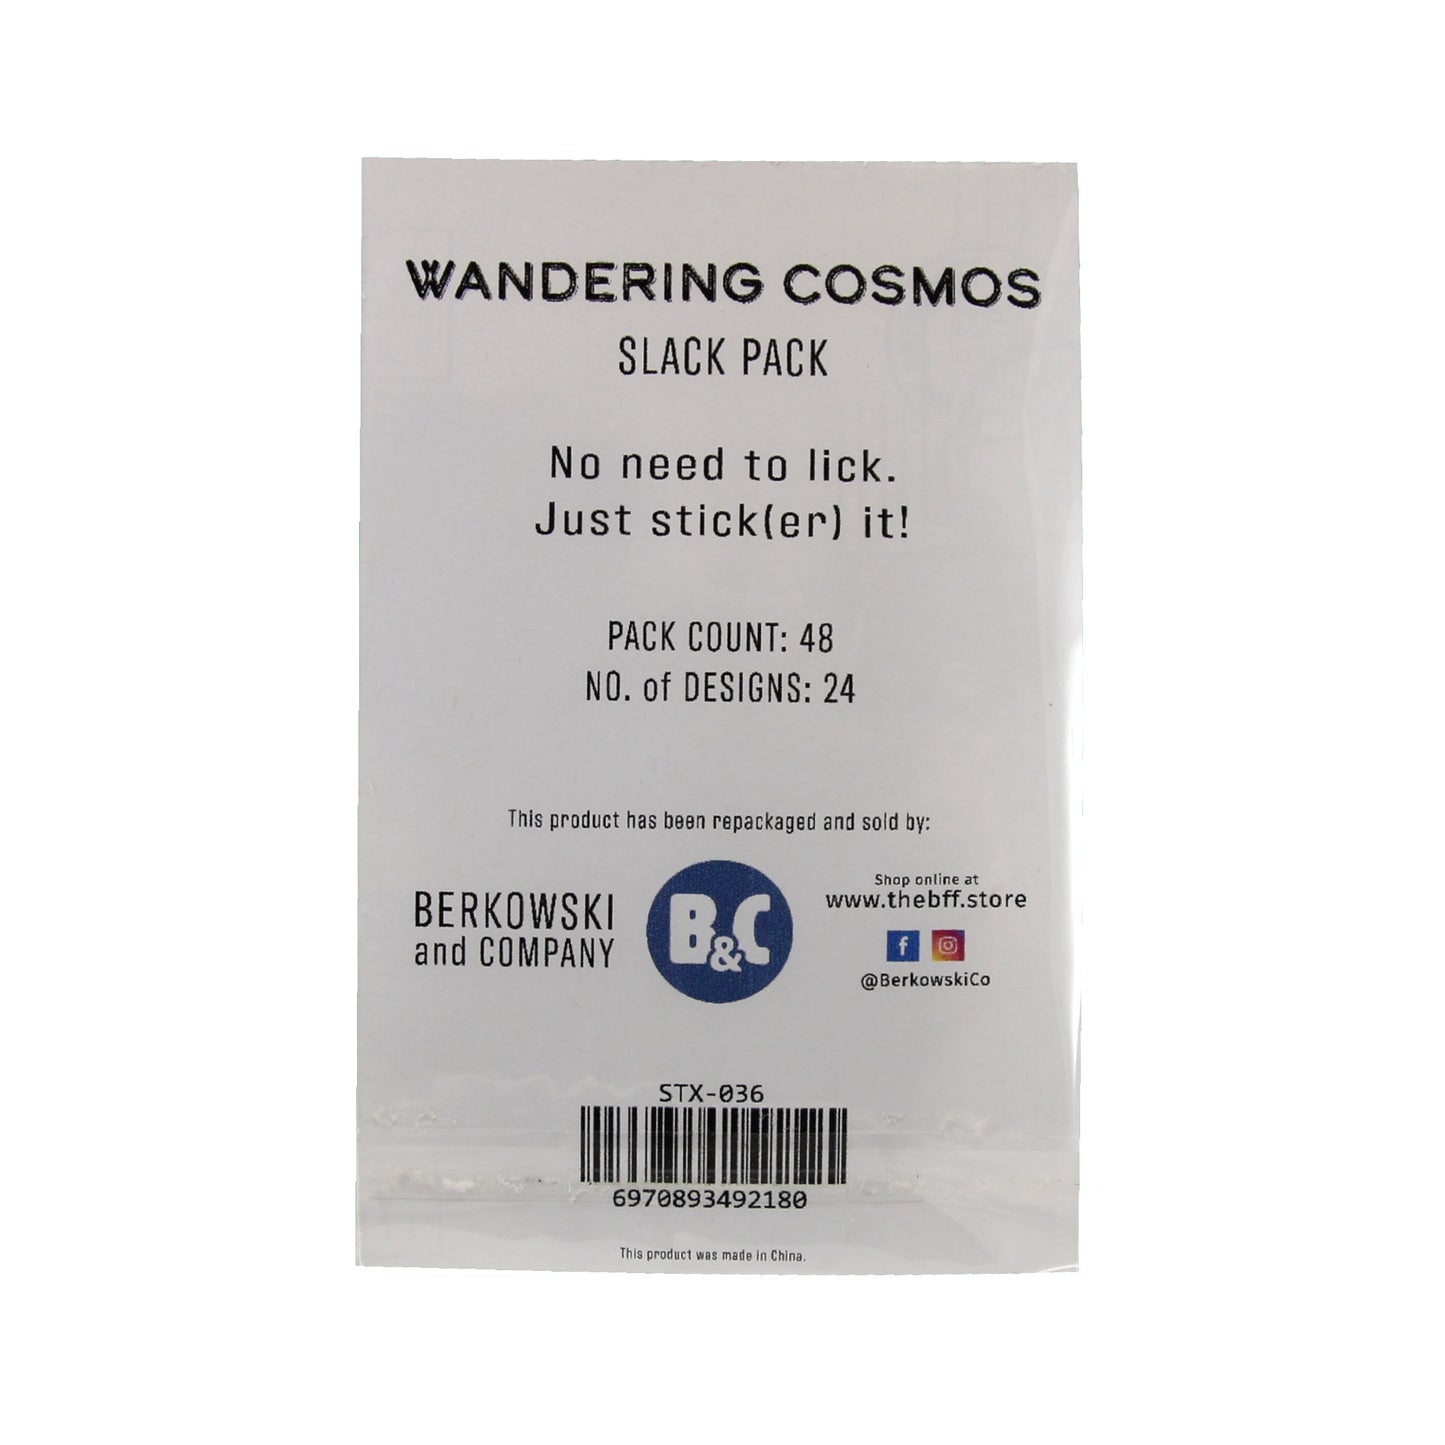 WANDERING COSMOS
SLACK PACK
No need to lick.
Just stick(er) it!
PACK COUNT: 48
NO. of DESIGNS: 24
This product has been repackaged and sold by:
BERKOWSKI
and COMPANY
B&C
Shop online at
www.thebff.store
@BerkowskiCo
STX-036
6970893492180
This product was made in China.